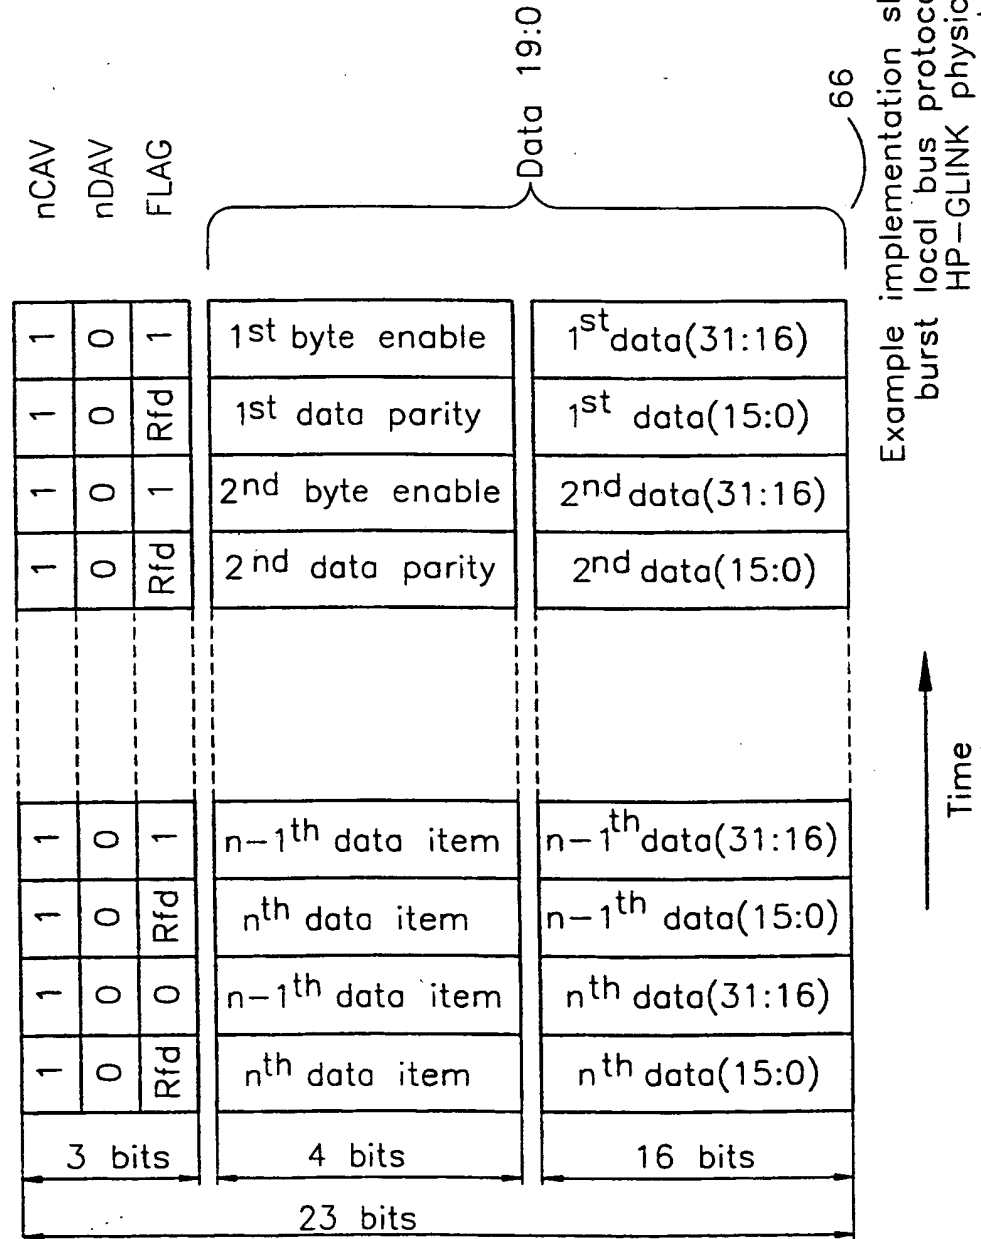 nCAV
nDAV
FLAG
1 0 1 1st byte enable 1st data(31:16)
1 0 Rfd 1st data parity 1st data(15:0)
1 0 1 2nd byte enable 2nd data(31:16)
1 0 Rfd 2nd data parity 2nd data(15:0)
1 0 1 n-1th data item n-1th data(31:16)
1 0 Rfd nth data item n-1th data(15:0)
1 0 0 n-1th data item nth data(31:16)
1 0 Rfd nth data item nth data(15:0)
3 bits 4 bits 16 bits
23 bits
Data 19:0
66
Time
Example implementation
burst local bus
HP-GLINK